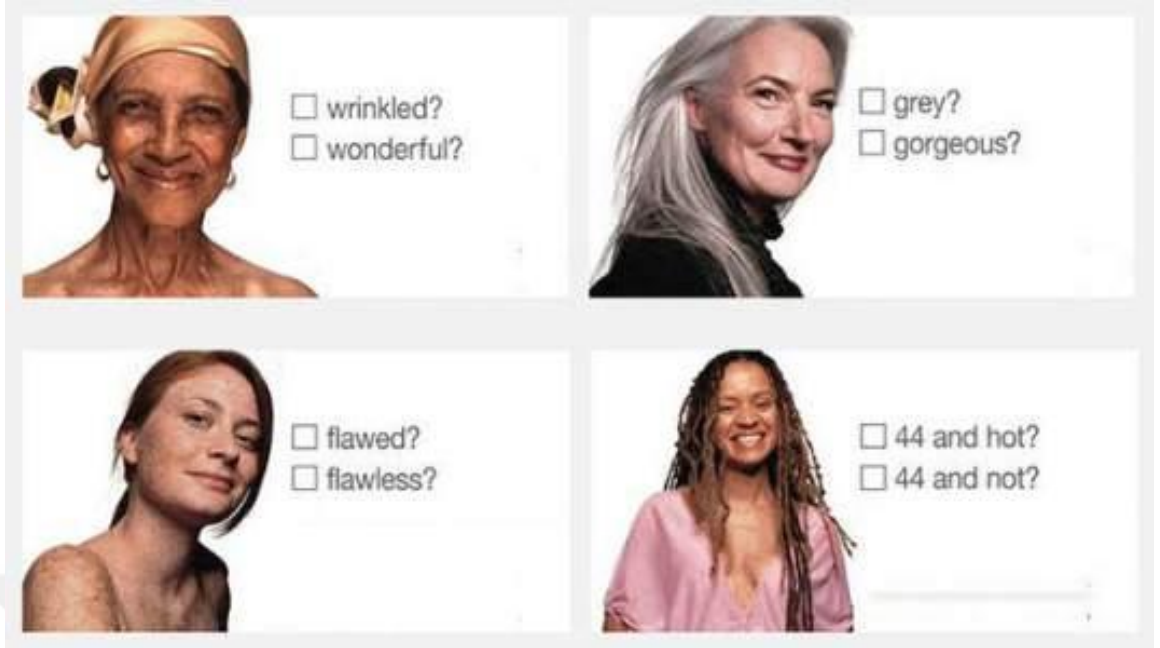 wrinkled?
wonderful?
grey?
gorgeous?
flawed?
flawless?
44 and hot?
44 and not?